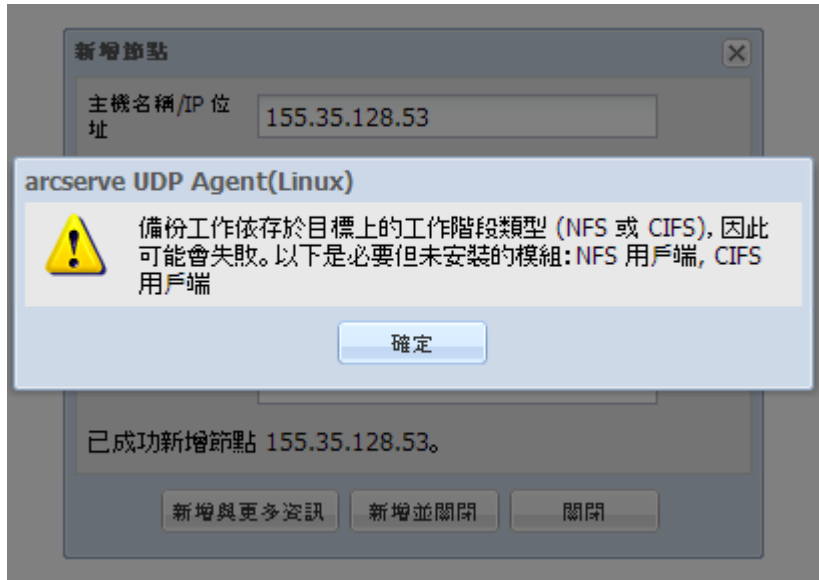 新增節點
主機名稱/IP 位
址
155.35.128.53
arcserve UDP Agent(Linux)
備份工作依存於目標上的工作階段類型 (NFS 或 CIFS), 因此
可能會失敗。以下是必要但未安裝的模組: NFS 用戶端, CIFS
用戶端
確定
已成功新增節點 155.35.128.53。
新增與更多資訊 新增並關閉 關閉